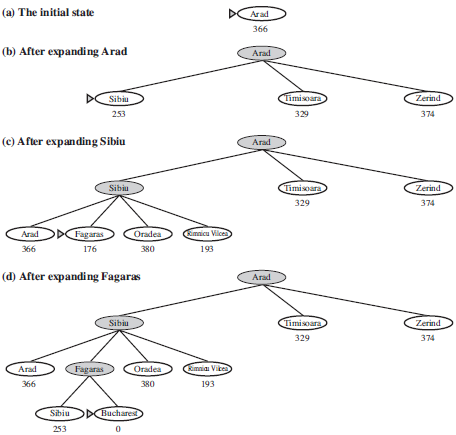 (a) The initial state
Arad
366
(b) After expanding Arad
Arad
Sibiu Timisoara Zerind
253 329 374
(c) After expanding Sibiu
Arad
Sibiu Timisoara Zerind
329 374
Arad Fagaras Oradea Rimnicu Vilcea
366 176 380 193
(d) After expanding Fagaras
Arad
Sibiu Timisoara Zerind
329 374
Arad Fagaras Oradea Rimnicu Vilcea
366 380 193
Sibiu Bucharest
253 0